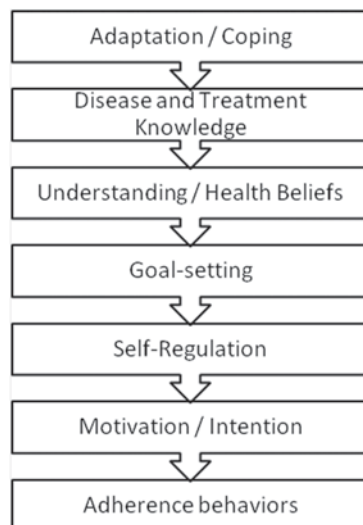 Adaptation / Coping
Disease and Treatment
Knowledge
Understanding / Health Beliefs
Goal-setting
Self-Regulation
Motivation / Intention
Adherence behaviors